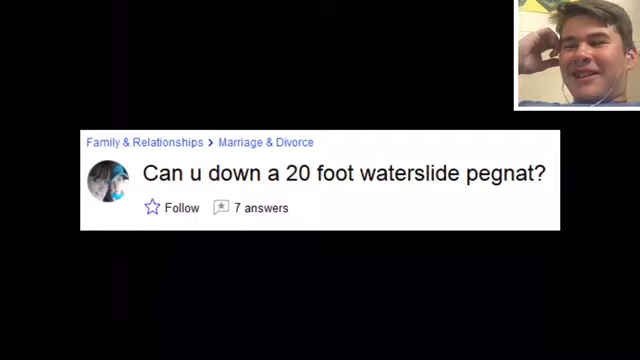 Family & Relationships > Marriage & Divorce
Can u down a 20 foot waterslide pegnat?
Follow 7 answers